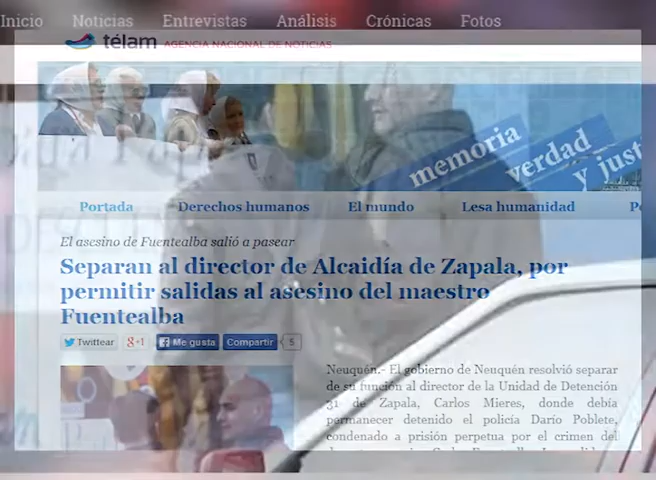 Inicio Noticias Entrevistas Análisis Crónicas Fotos
télam AGENCIA NACIONAL DE NOTICIAS
memoria
verdad
y just
Portada Derechos humanos El mundo Lesa humanidad
El asesino de Fuentealba salió a pasear
Separan al director de Alcaidía de Zapala, por
permitir salidas al asesino del maestro
Fuentealba
Twittear g+1 Me gusta Compartir 5
Neuquén.- El gobierno de Neuquén resolvió separar
de su función al director de la Unidad de Detención
31 de Zapala, Carlos Mieres, donde debía
permanecer detenido el policía Darío Poblete,
condenado a prisión perpetua por el crimen del